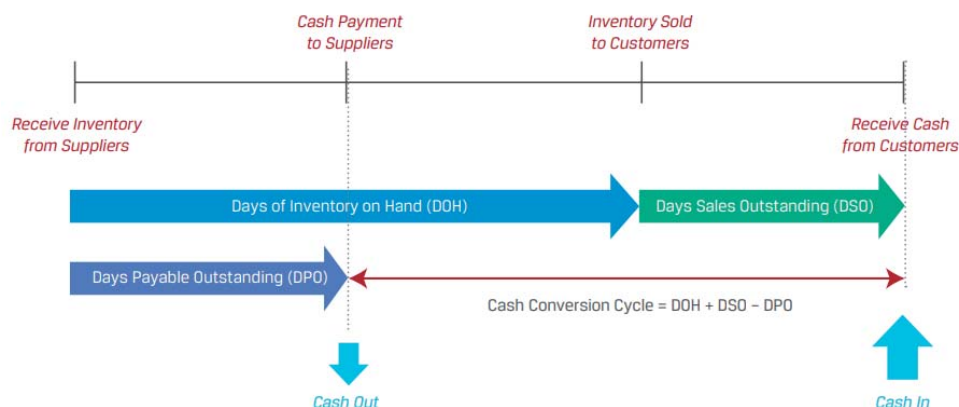 Cash Payment
to Suppliers
Inventory Sold
to Customers
Receive Inventory
from Suppliers
Receive Cash
from Customers
Days of Inventory on Hand (DOH)
Days Sales Outstanding (DSO)
Days Payable Outstanding (DPO)
Cash Conversion Cycle = DOH + DSO – DPO
Cash Out
Cash In